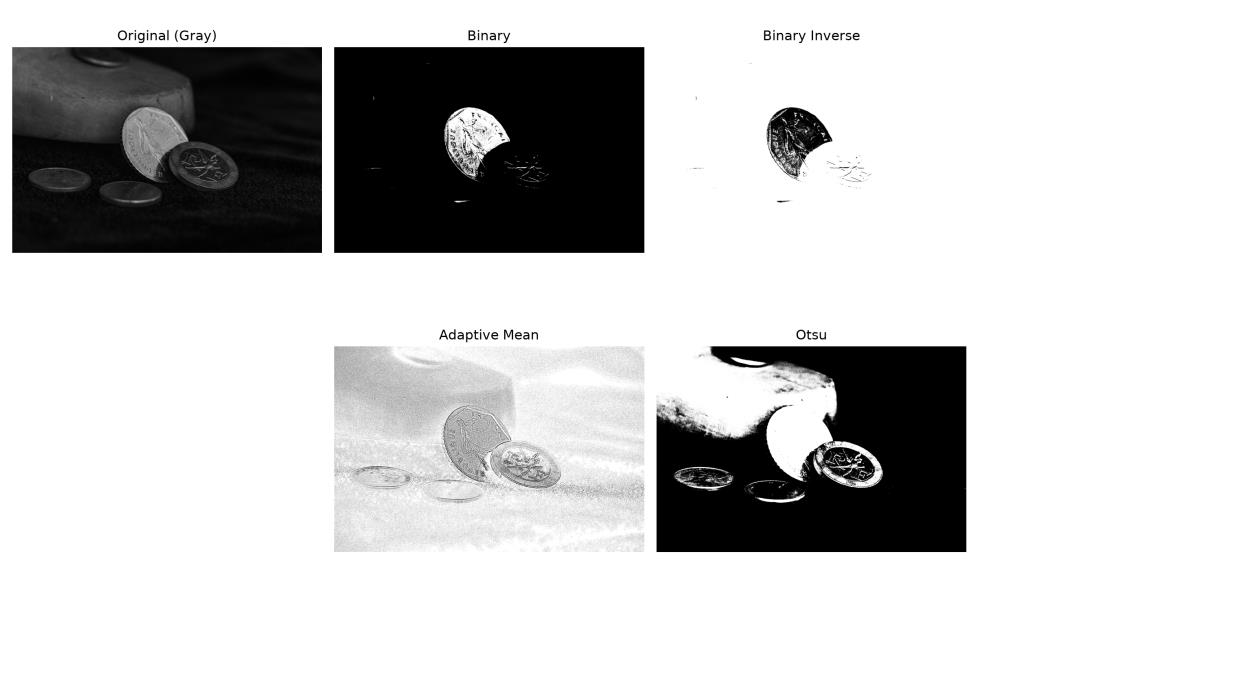 Original (Gray)
Binary
Binary Inverse
Adaptive Mean
Otsu